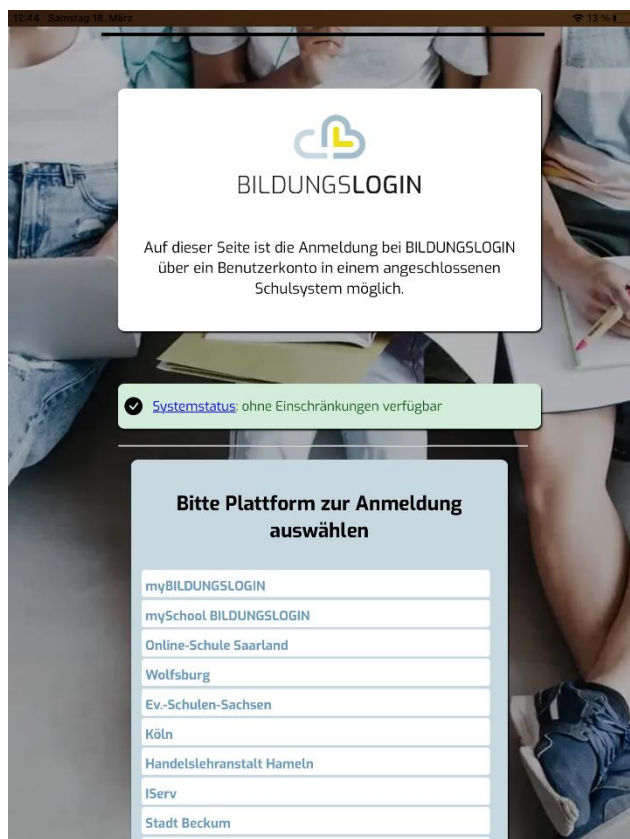 12:44 Samstag 18. März
13 %
BILDUNGSLOGIN
Auf dieser Seite ist die Anmeldung bei BILDUNGSLOGIN
über ein Benutzerkonto in einem angeschlossenen
Schulsystem möglich.
Systemstatus: ohne Einschränkungen verfügbar
Bitte Plattform zur Anmeldung
auswählen
myBILDUNGSLOGIN
mySchool BILDUNGSLOGIN
Online-Schule Saarland
Wolfsburg
Ev.-Schulen-Sachsen
Köln
Handelslehranstalt Hameln
IServ
Stadt Beckum